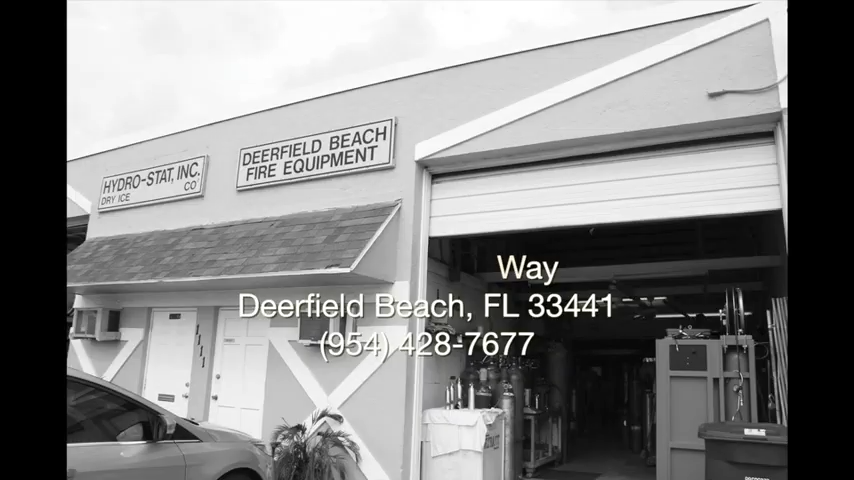 HYDRO-STAT, INC.
DRY ICE CO²
DEERFIELD BEACH
FIRE EQUIPMENT
1111
Way
Deerfield Beach, FL 33441
(954) 428-7677